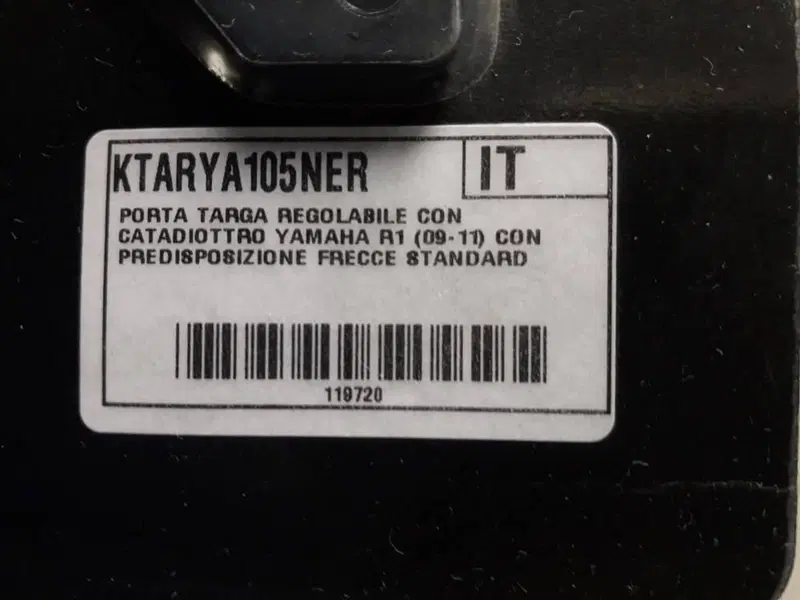 KTARYA105NER
IT
PORTA TARGA REGOLABILE CON
CATADIOTTRO YAMAHA R1 (09-11) CON
PREDISPOSIZIONE FRECCE STANDARD
119720